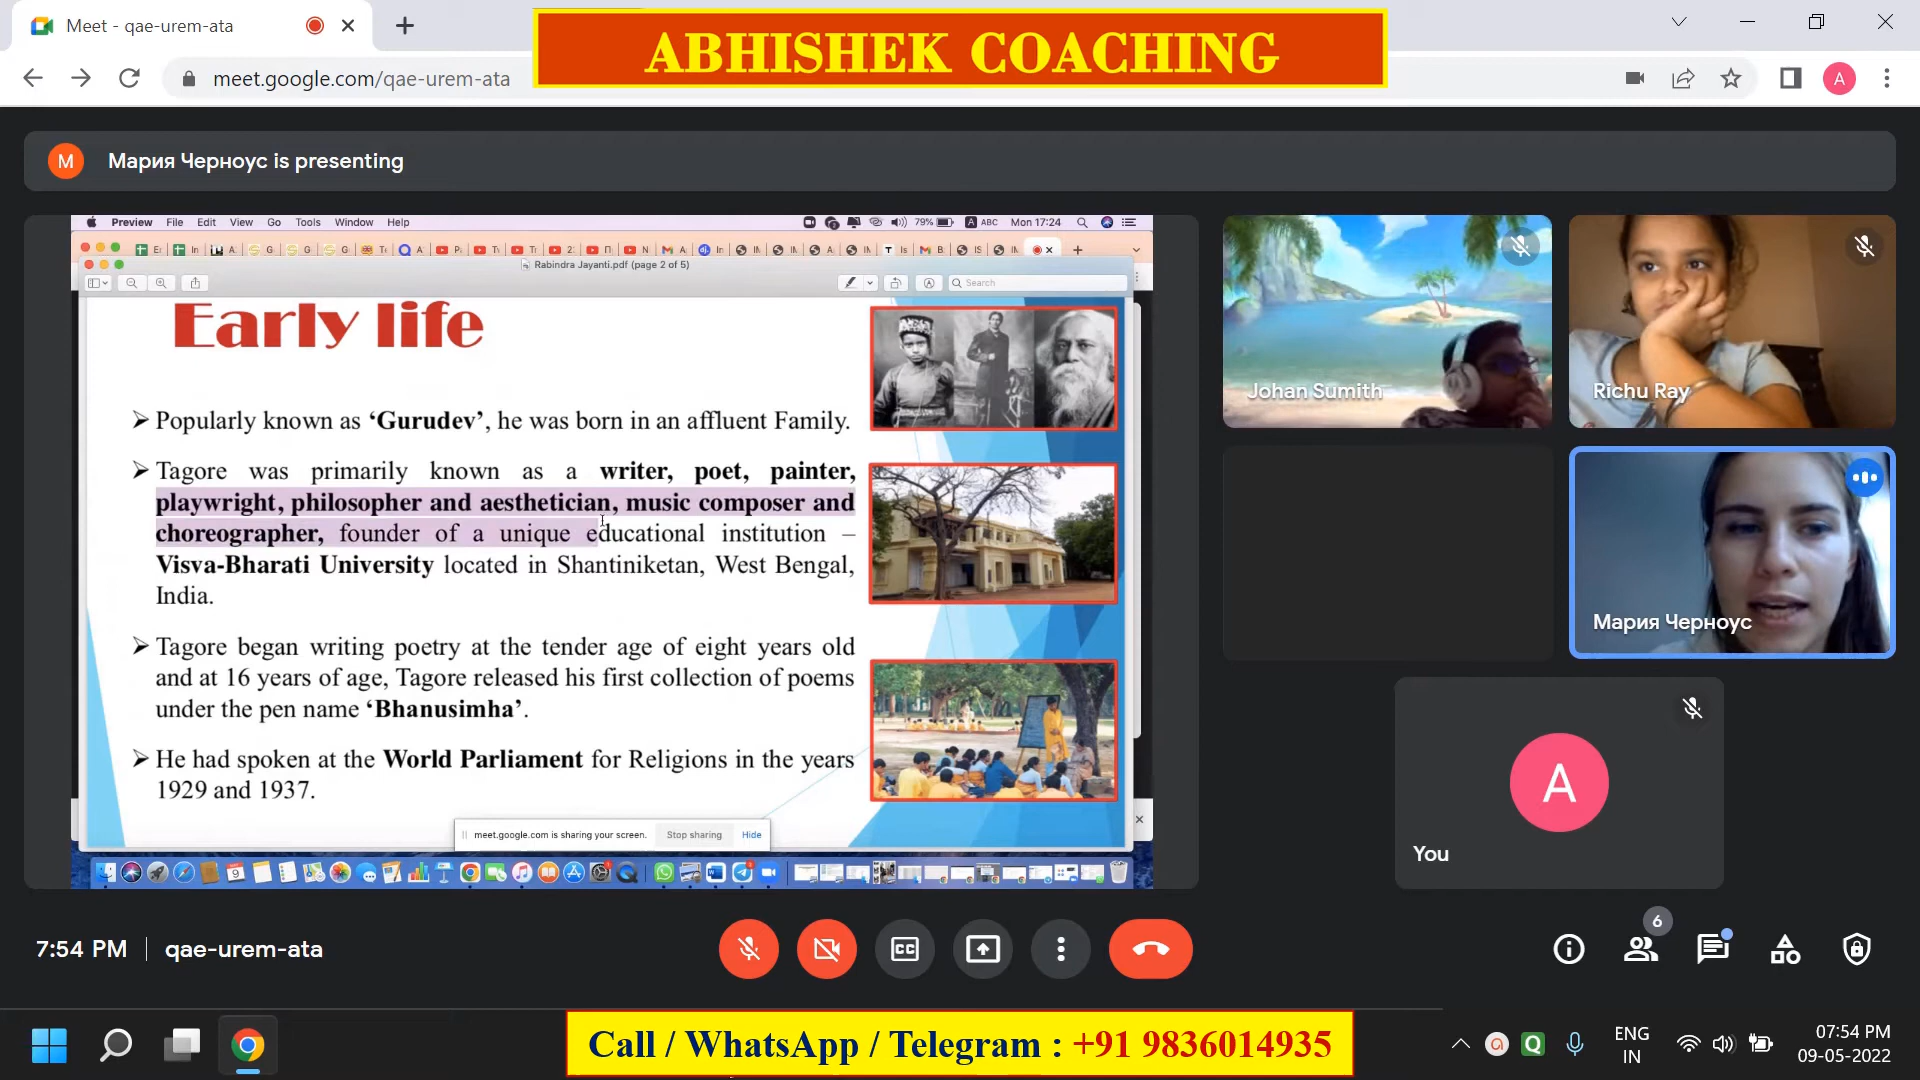 Meet - qae-urem-ata
ABHISHEK COACHING
meet.google.com/qae-urem-ata
A
M
Мария Черноус is presenting
Preview File Edit View Go Tools Window Help
79% A ABC Mon 17:24
Rabindra Jayanti.pdf (page 2 of 5)
Search
Early life
➢ Popularly known as ‘Gurudev’, he was born in an affluent Family.
➢ Tagore was primarily known as a writer, poet, painter,
playwright, philosopher and aesthetician, music composer and
choreographer, founder of a unique educational institution –
Visva-Bharati University located in Shantiniketan, West Bengal,
India.
➢ Tagore began writing poetry at the tender age of eight years old
and at 16 years of age, Tagore released his first collection of poems
under the pen name ‘Bhanusimha’.
➢ He had spoken at the World Parliament for Religions in the years
1929 and 1937.
meet.google.com is sharing your screen. Stop sharing Hide
Johan Sumith
Richu Ray
Мария Черноус
A
You
7:54 PM | qae-urem-ata
CC
6
Call / WhatsApp / Telegram : +91 9836014935
ENG
IN
07:54 PM
09-05-2022